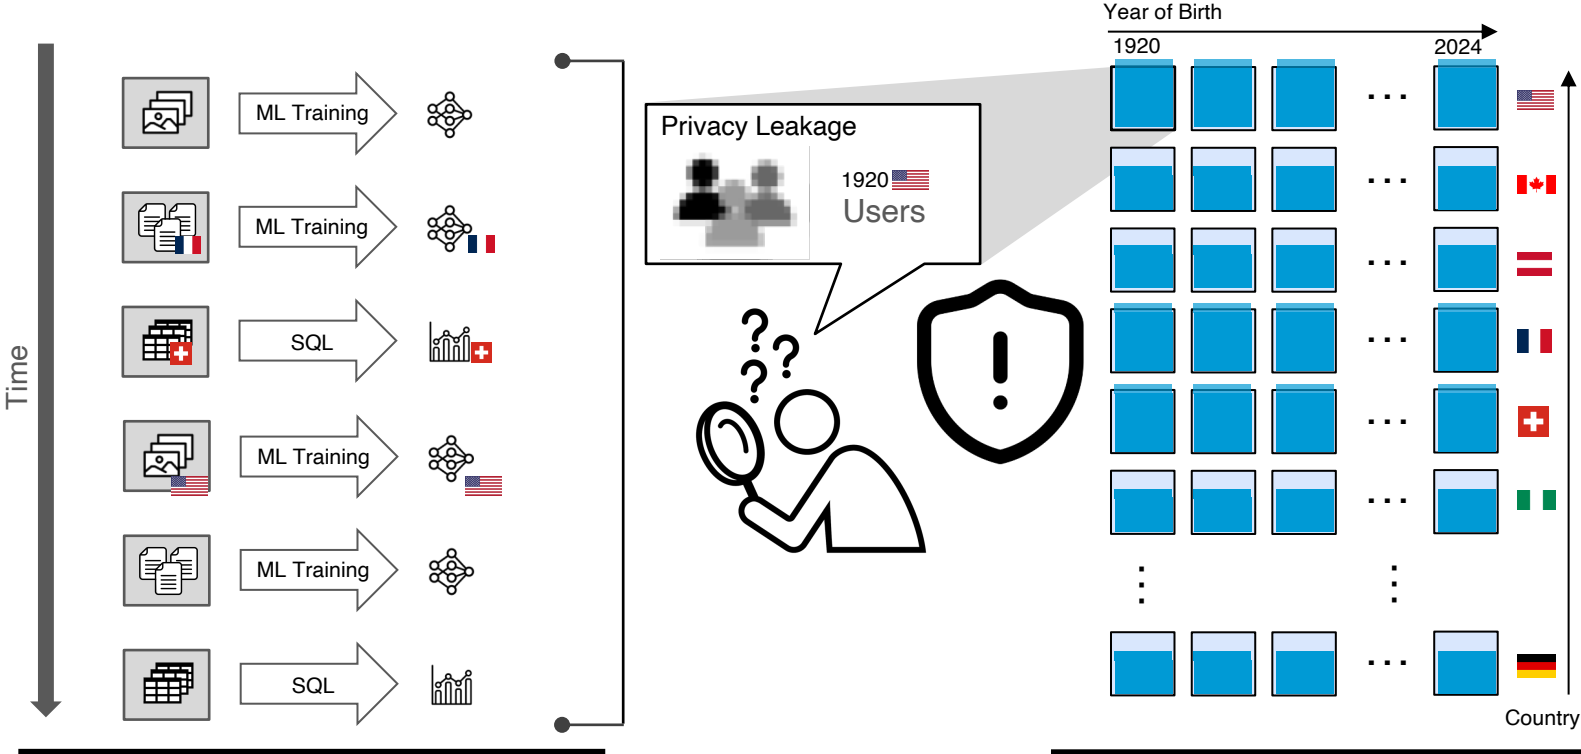 Time
ML Training
ML Training
SQL
ML Training
ML Training
SQL
Privacy Leakage
1920
Users
? ? ?
!
Year of Birth
1920
2024
...
...
...
...
...
...
...
Country